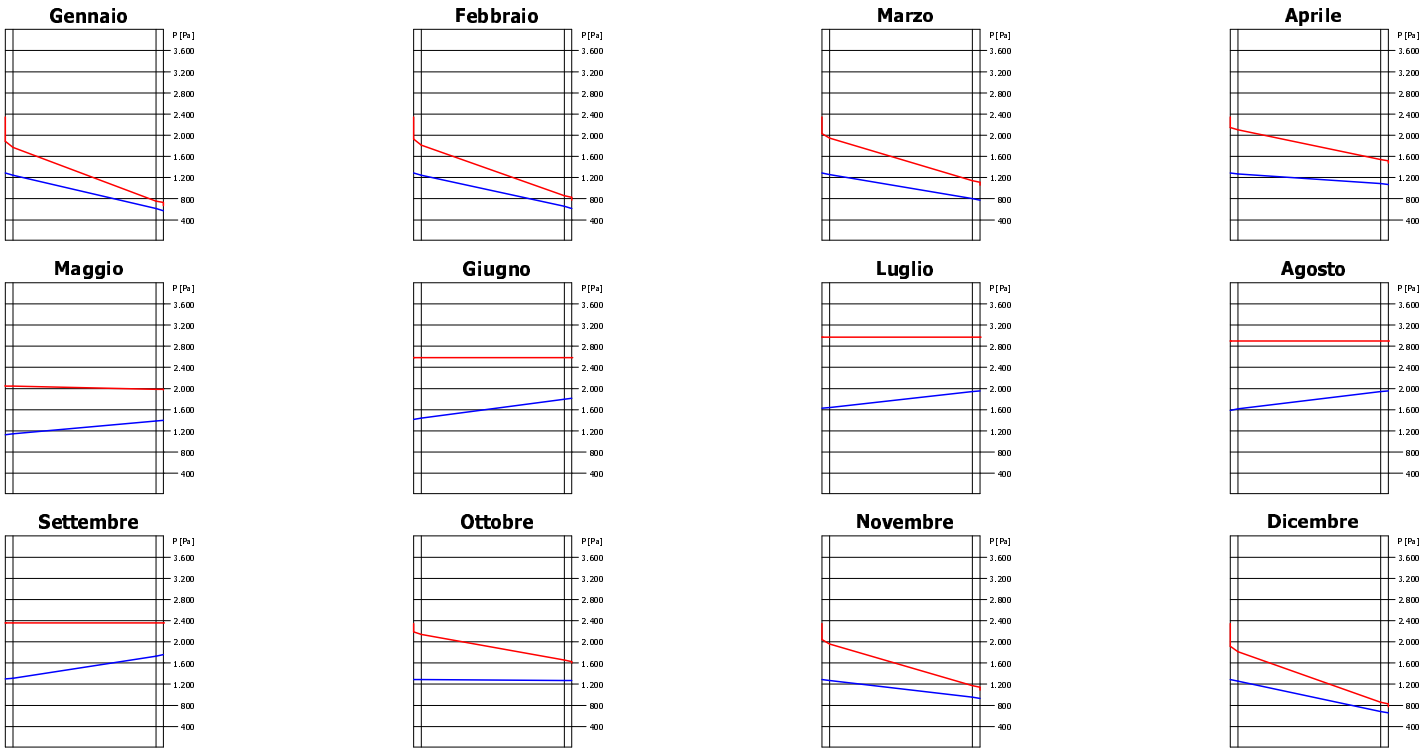 Gennaio Febbraio Marzo Aprile
P [Pa] P [Pa] P [Pa] P [Pa]
3.600 3.600 3.600 3.600
3.200 3.200 3.200 3.200
2.800 2.800 2.800 2.800
2.400 2.400 2.400 2.400
2.000 2.000 2.000 2.000
1.600 1.600 1.600 1.600
1.200 1.200 1.200 1.200
800 800 800 800
400 400 400 400
Maggio Giugno Luglio Agosto
P [Pa] P [Pa] P [Pa] P [Pa]
3.600 3.600 3.600 3.600
3.200 3.200 3.200 3.200
2.800 2.800 2.800 2.800
2.400 2.400 2.400 2.400
2.000 2.000 2.000 2.000
1.600 1.600 1.600 1.600
1.200 1.200 1.200 1.200
800 800 800 800
400 400 400 400
Settembre Ottobre Novembre Dicembre
P [Pa] P [Pa] P [Pa] P [Pa]
3.600 3.600 3.600 3.600
3.200 3.200 3.200 3.200
2.800 2.800 2.800 2.800
2.400 2.400 2.400 2.400
2.000 2.000 2.000 2.000
1.600 1.600 1.600 1.600
1.200 1.200 1.200 1.200
800 800 800 800
400 400 400 400